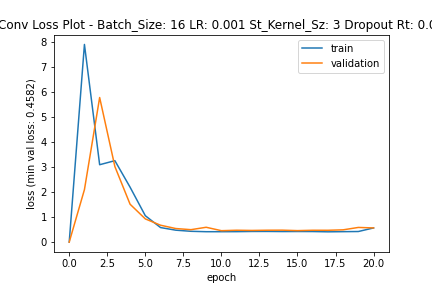 Conv Loss Plot - Batch_Size: 16 LR: 0.001 St_Kernel_Sz: 3 Dropout Rt: 0.0
train
validation
8
7
6
5
4
3
2
1
0
loss (min val loss: 0.4582)
0.0 2.5 5.0 7.5 10.0 12.5 15.0 17.5 20.0
epoch